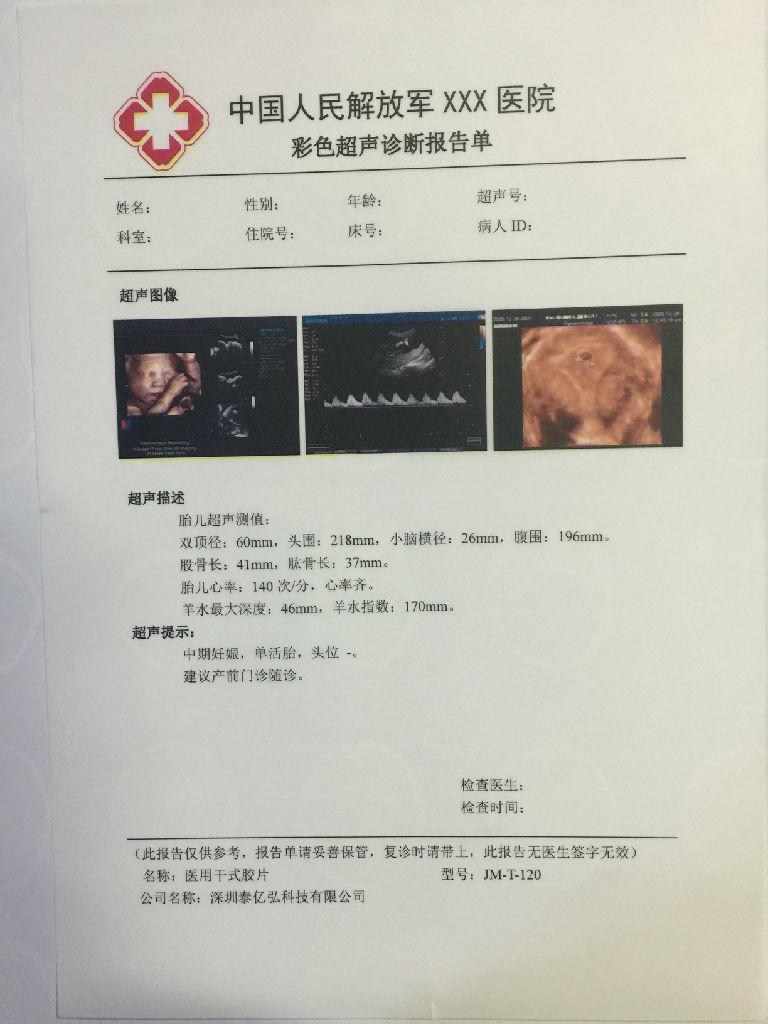 中国人民解放军 XXX 医院
彩色超声诊断报告单
姓名： 性别： 年龄： 超声号：
科室： 住院号： 床号： 病人 ID：
超声图像
超声描述
胎儿超声测值：
双顶径：60mm，头围：218mm，小脑横径：26mm，腹围：196mm。
股骨长：41mm，肱骨长：37mm。
胎儿心率：140 次/分，心率齐。
羊水最大深度：46mm，羊水指数：170mm。
超声提示：
中期妊娠，单活胎，头位 -。
建议产前门诊随诊。
检查医生：
检查时间：
（此报告仅供参考，报告单请妥善保管，复诊时请带上，此报告无医生签字无效）
名称：医用干式胶片 型号：JM-T-120
公司名称：深圳泰亿弘科技有限公司